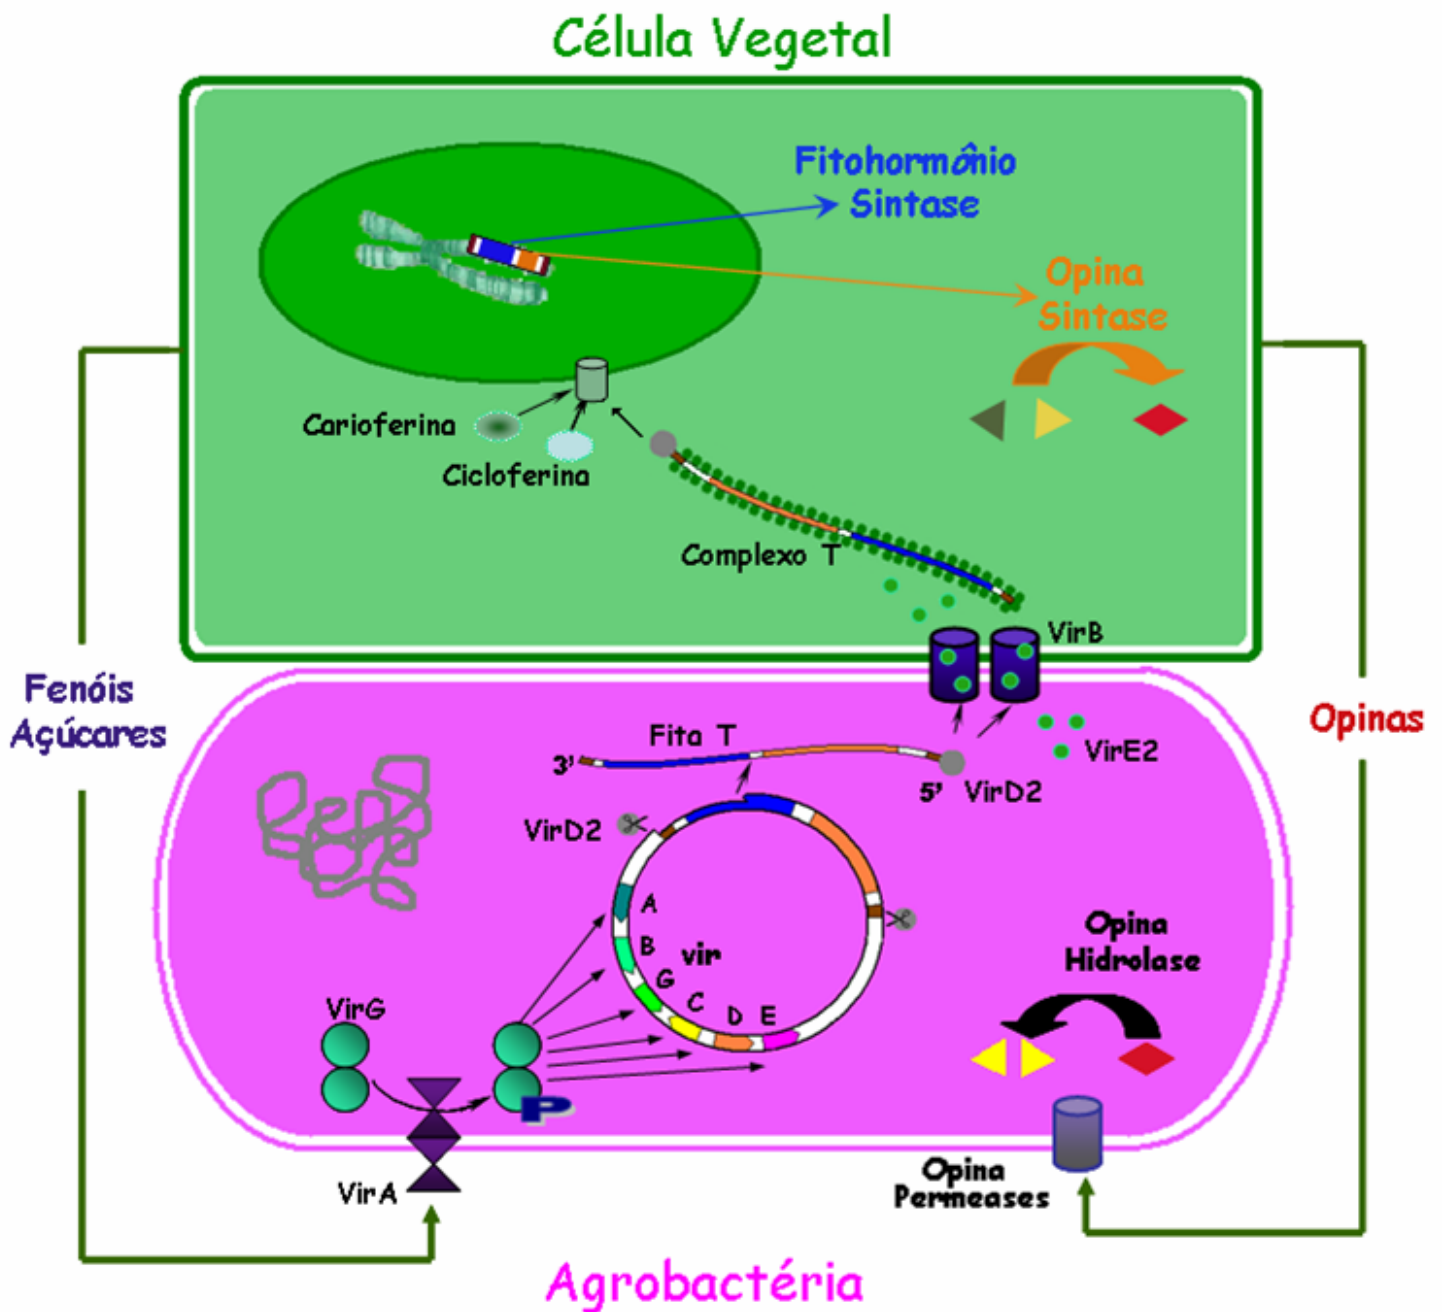 Célula Vegetal
Fitohormônio
Sintase
Opina
Sintase
Carioferina
Cicloferina
Complexo T
VirB
Fenóis
Açúcares
Opinas
Fita T
3'
VirE2
5' VirD2
VirD2
A
B
vir
G
C
D E
Opina
Hidrolase
VirG
P
VirA
Opina
Permeases
Agrobactéria